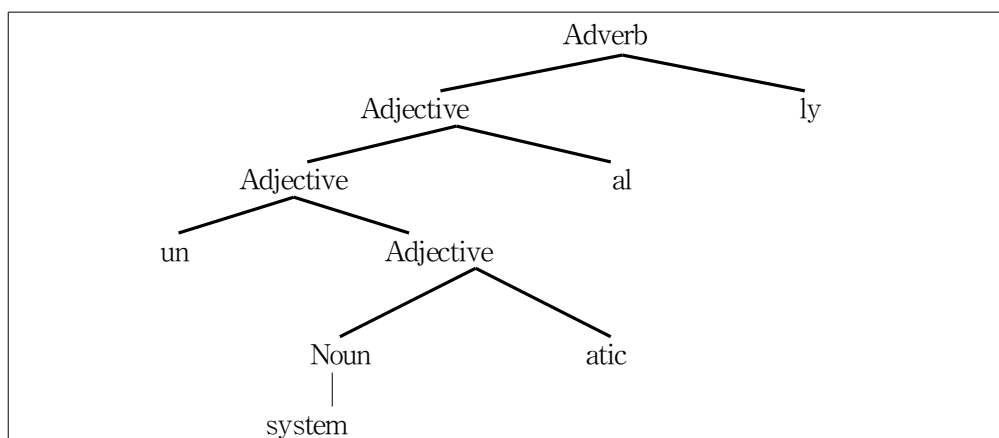 Adverb
Adjective ly
Adjective al
un Adjective
Noun atic
system